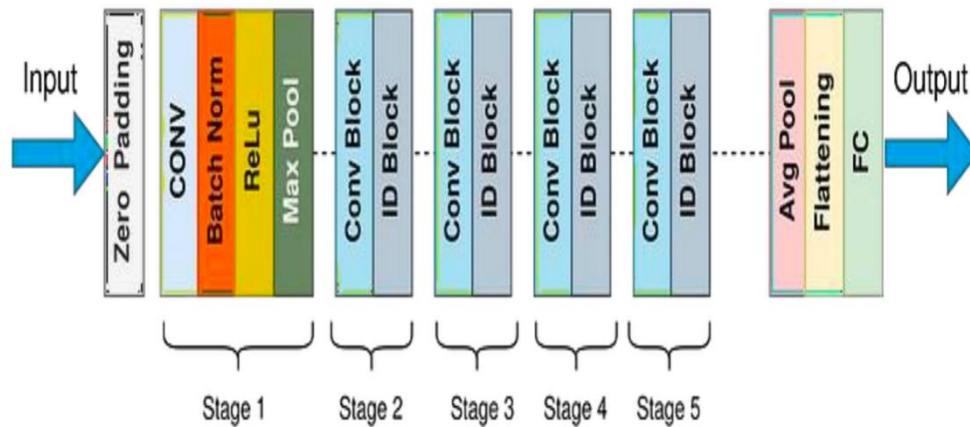 Input
Zero Padding
CONV
Batch Norm
ReLu
Max Pool
Conv Block
ID Block
Conv Block
ID Block
Conv Block
ID Block
Conv Block
ID Block
Avg Pool
Flattening
FC
Output
Stage 1
Stage 2
Stage 3
Stage 4
Stage 5